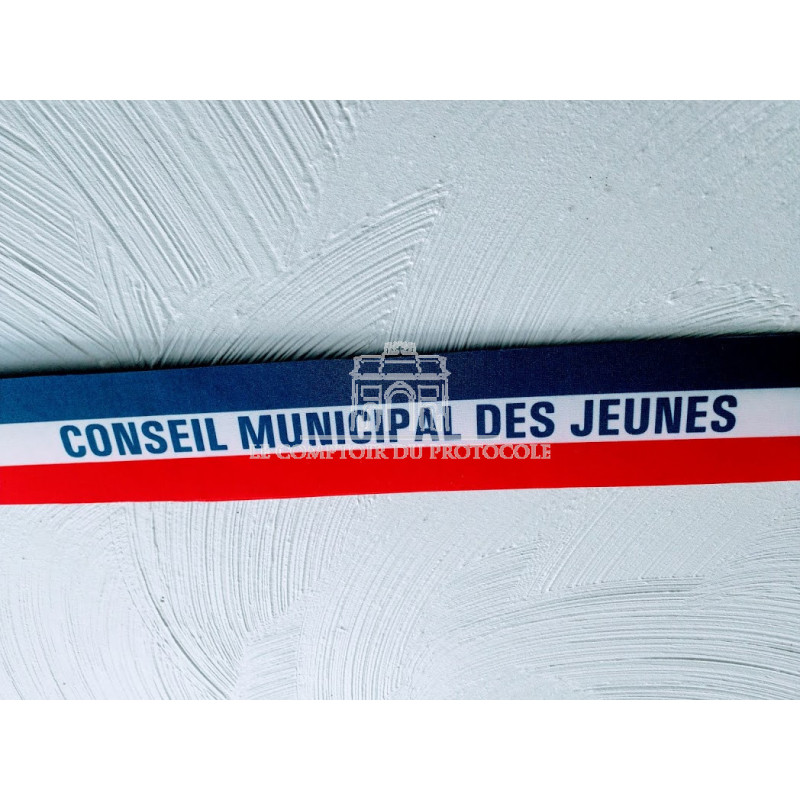 CONSEIL MUNICIPAL DES JEUNES
LE COMPTOIR DU PROTOCOLE